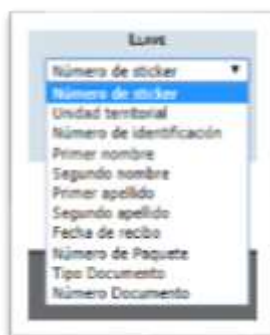 LLAVE
Número de sticker
Número de sticker
Unidad territorial
Número de identificación
Primer nombre
Segundo nombre
Primer apellido
Segundo apellido
Fecha de recibo
Número de Paquete
Tipo Documento
Número Documento